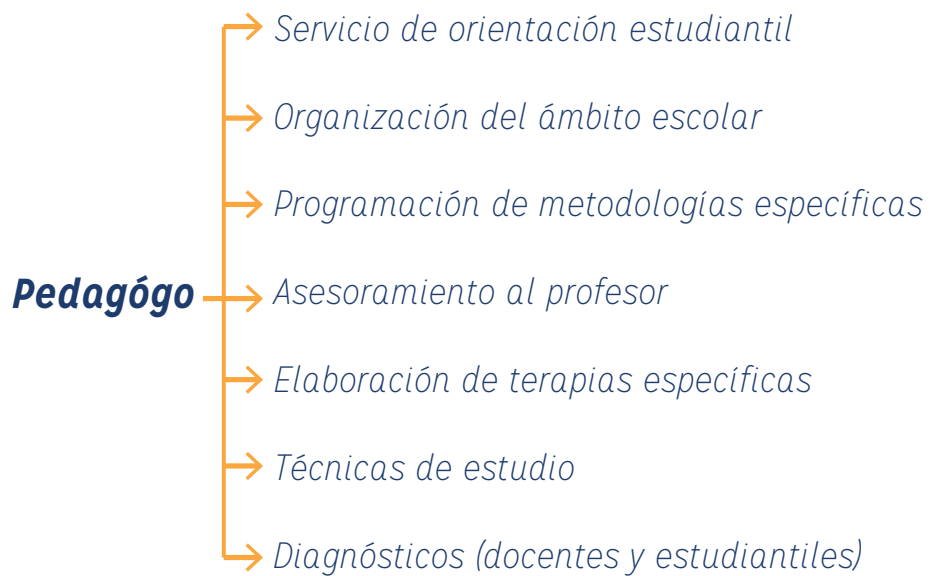 Servicio de orientación estudiantil
Organización del ámbito escolar
Programación de metodologías específicas
Pedagógo
Asesoramiento al profesor
Elaboración de terapias específicas
Técnicas de estudio
Diagnósticos (docentes y estudiantiles)